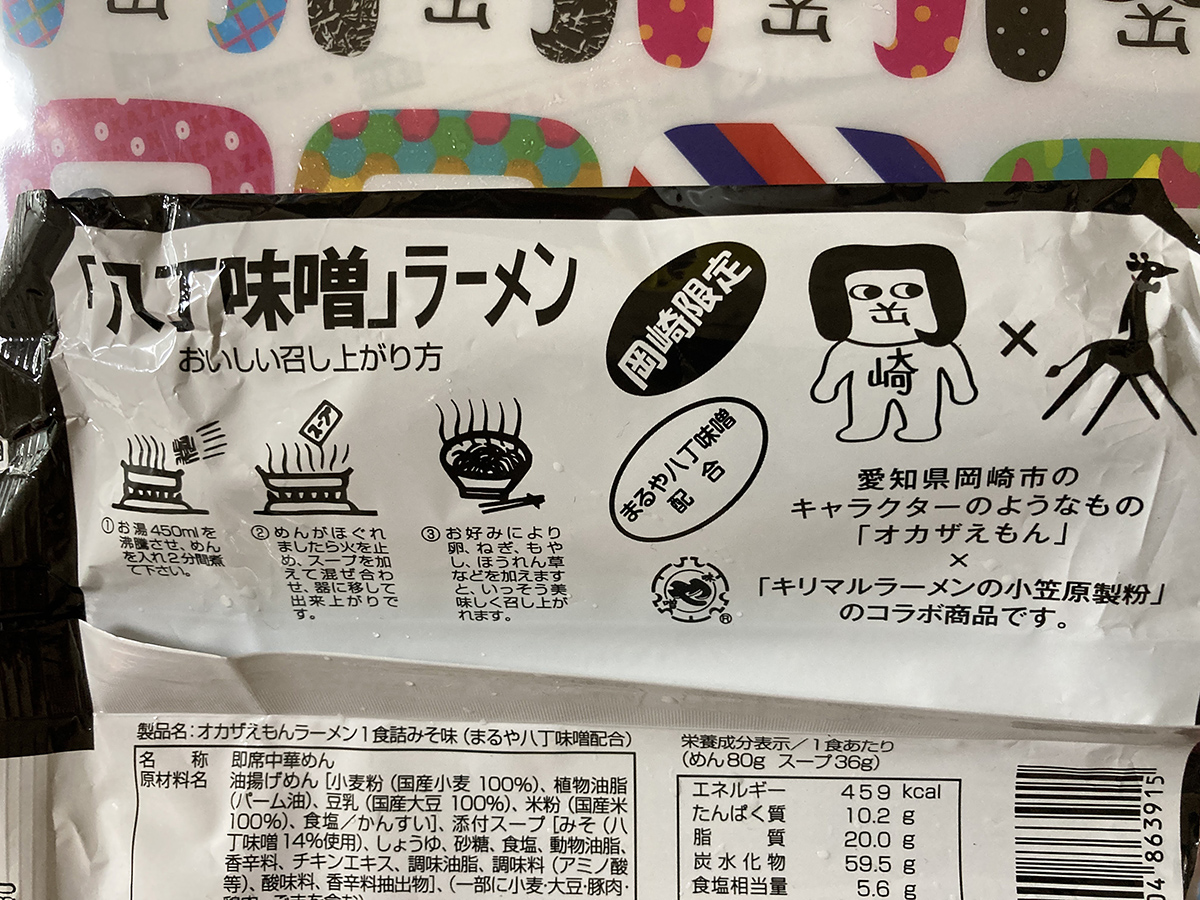 「八丁味噌」ラーメン
おいしい召し上がり方
岡崎限定
まるや八丁味噌
配合
崎
×
麺
スープ
①お湯450mlを
沸騰させ、めん
を入れ2分間煮
て下さい。
②めんがほぐれ
ましたら火を止
め、スープを加
えて混ぜ合わ
せ、器に移して
出来上がりで
す。
③お好みにより
卵、ねぎ、もや
し、ほうれん草
などを加えます
と、いっそう美
味しく召し上が
れます。
愛知県岡崎市の
キャラクターのようなもの
「オカザえもん」
×
「キリマルラーメンの小笠原製粉」
のコラボ商品です。
®
製品名:オカザえもんラーメン1食詰みそ味(まるや八丁味噌配合)
名 称 即席中華めん
原材料名 油揚げめん[小麦粉(国産小麦 100%)、植物油脂
(パーム油)、豆乳(国産大豆 100%)、米粉(国産米
100%)、食塩/かんすい]、添付スープ[みそ(八
丁味噌14%使用)、しょうゆ、砂糖、食塩、動物油脂、
香辛料、チキンエキス、調味油脂、調味料(アミノ酸
等)、酸味料、香辛料抽出物]、(一部に小麦・大豆・豚肉・
栄養成分表示/1食あたり
(めん80g スープ36g)
エネルギー 459 kcal
たんぱく質 10.2 g
脂 質 20.0 g
炭水化物 59.5 g
食塩相当量 5.6 g
04 8639 15